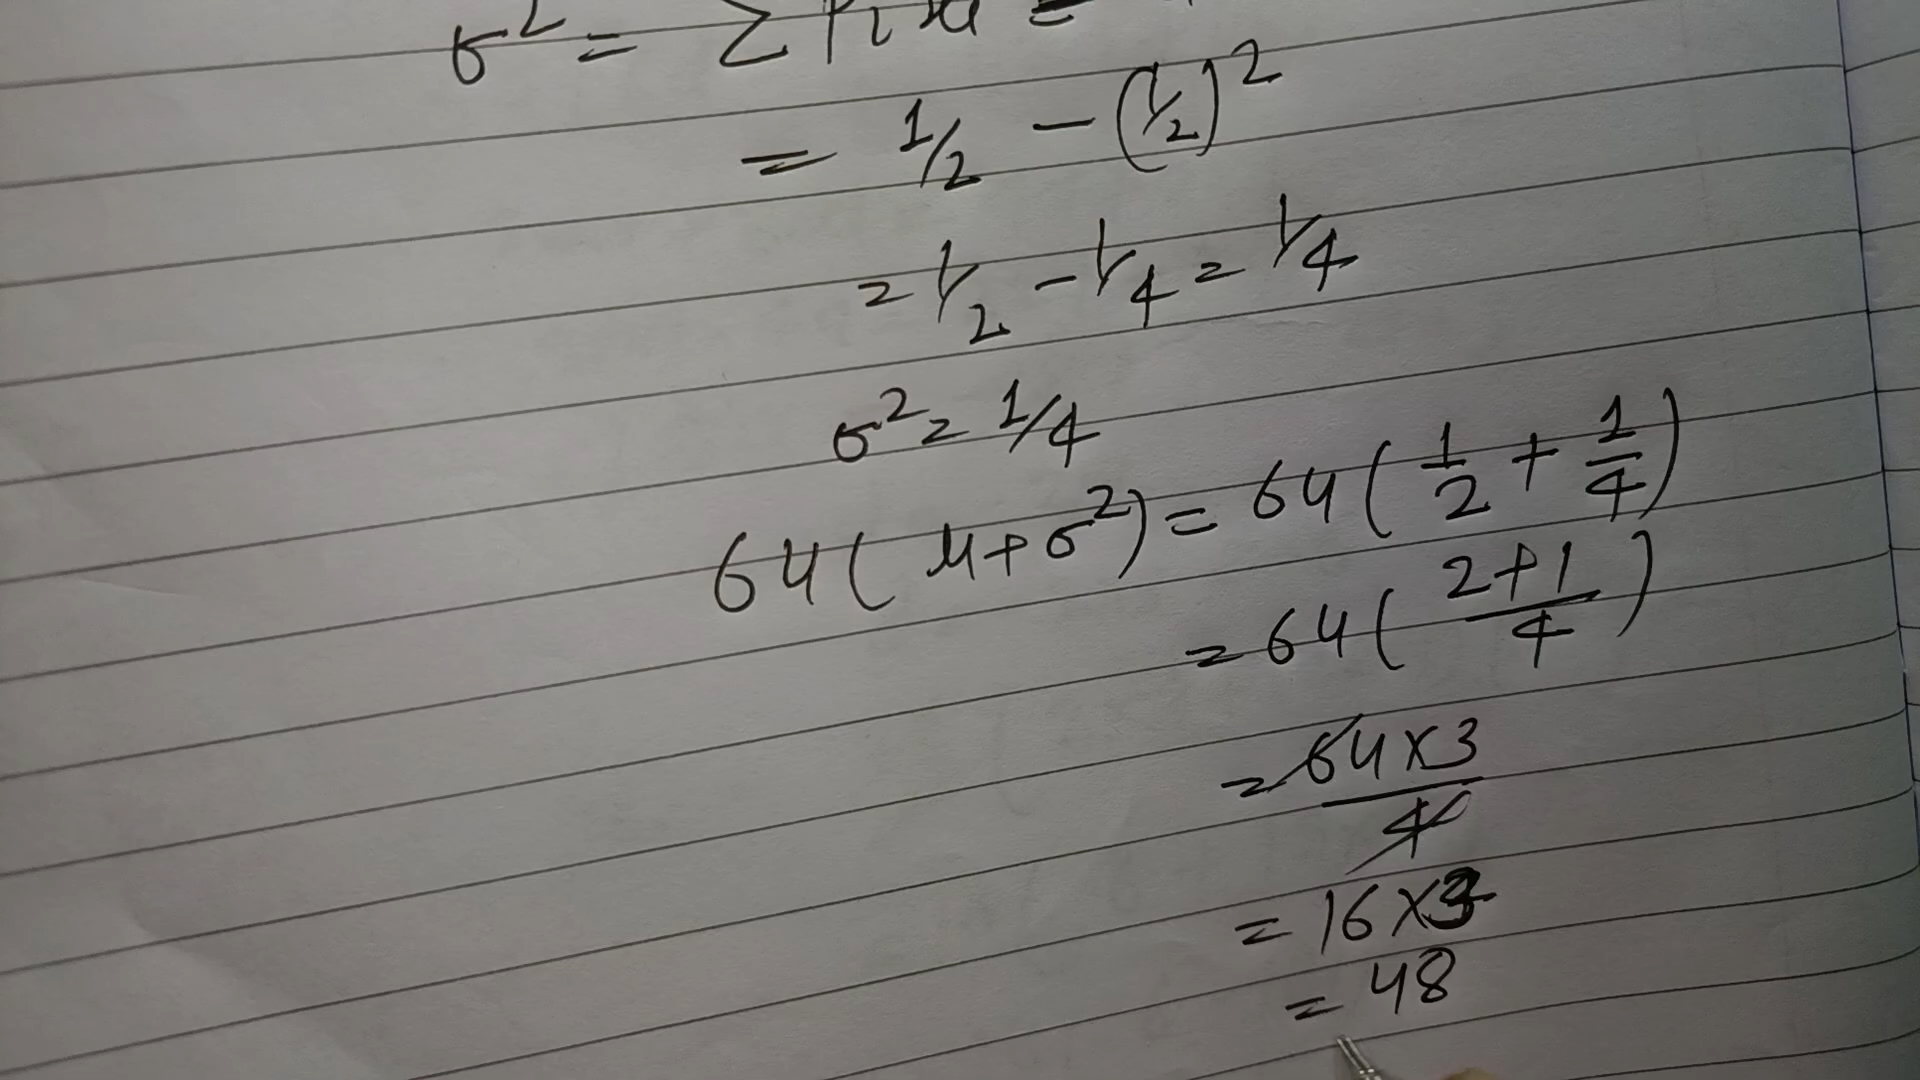 σ² = Σ
= 1/2 - (1/2)²
= 1/2 - 1/4 = 1/4
σ² = 1/4
64(μ+σ²) = 64(1/2 + 1/4)
= 64((2+1)/4)
= (64×3)/4
= 16×3
= 48